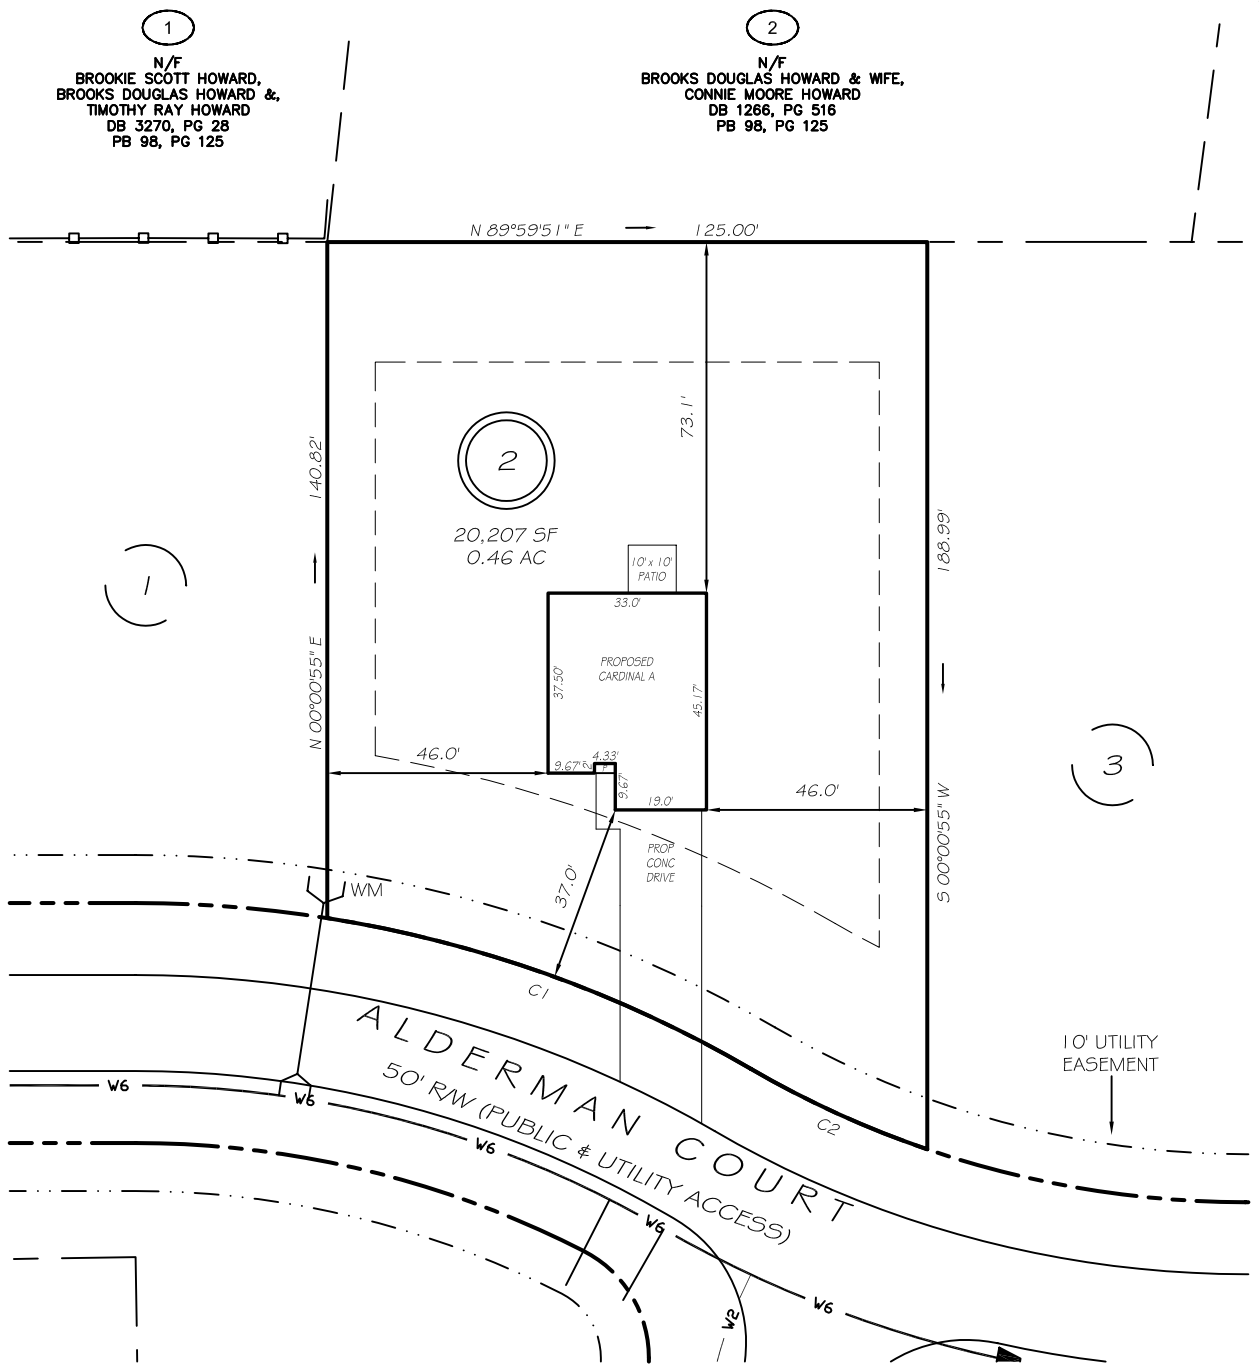 1
N/F
BROOKIE SCOTT HOWARD,
BROOKS DOUGLAS HOWARD &,
TIMOTHY RAY HOWARD
DB 3270, PG 28
PB 98, PG 125
2
N/F
BROOKS DOUGLAS HOWARD & WIFE,
CONNIE MOORE HOWARD
DB 1266, PG 516
PB 98, PG 125
N 89°59'51" E
125.00'
140.82'
N 00°00'55" E
73.1'
2
20,207 SF
0.46 AC
188.99'
S 00°00'55" W
1
10' x 10'
PATIO
33.0'
PROPOSED
CARDINAL A
37.50'
45.17'
46.0'
9.67'
2'
4.33'
9.67'
19.0'
46.0'
3
PROP
CONC
DRIVE
37.0'
WM
C1
C2
ALDERMAN COURT
50' R/W (PUBLIC & UTILITY ACCESS)
10' UTILITY
EASEMENT
W6
W6
W6
W6
W6
W2